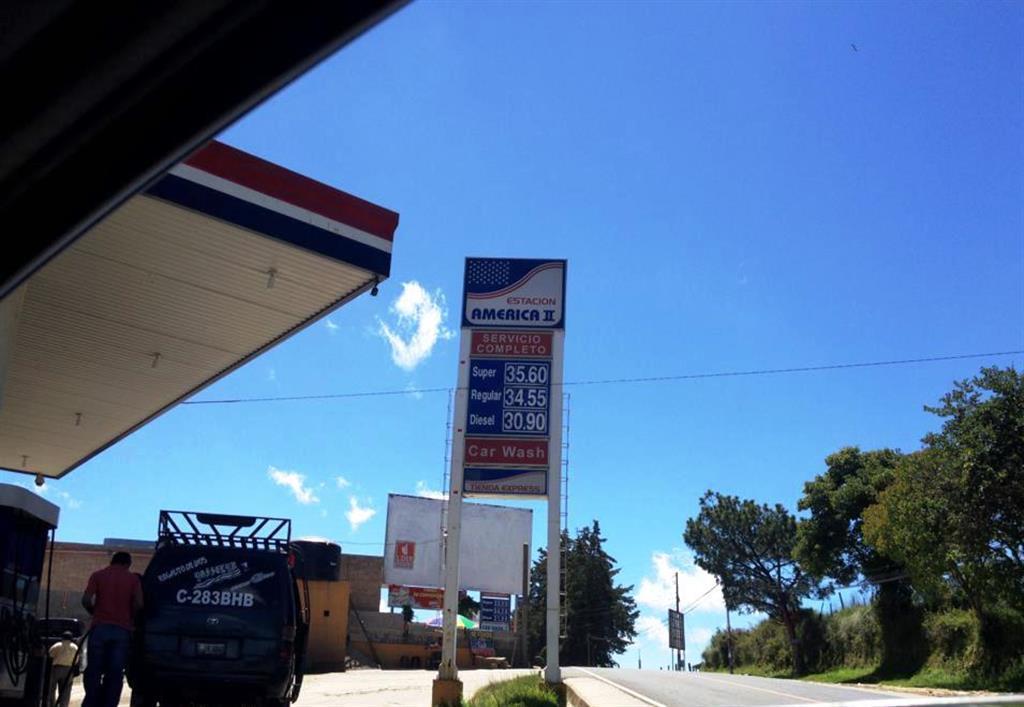 ESTACION
AMERICA II
SERVICIO
COMPLETO
Super 35.60
Regular 34.55
Diesel 30.90
Car Wash
TIENDA EXPRESS
C-283BHB